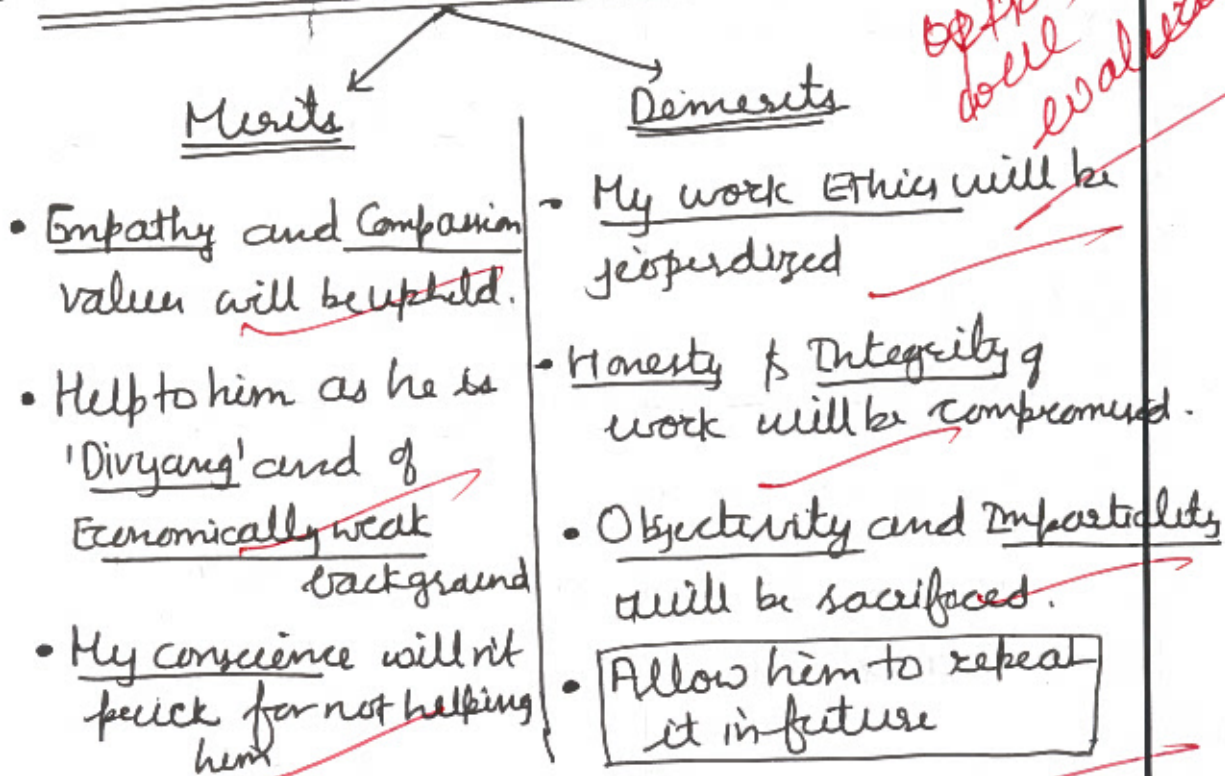 Merits
• Empathy and Compassion
values will be upheld.
• Help to him as he is
'Divyang' and of
Economically weak
background
• My conscience will n't
prick for not helping
him
Demerits
• My work Ethics will be
jeoperdized
• Honesty & Integrity of
work will be compromised.
• Objectivity and Impartiality
will be sacrificed.
• Allow him to repeat
it in future